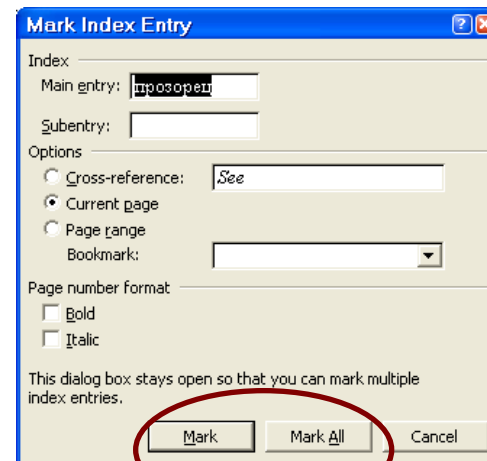 Mark Index Entry
Index
Main entry: прозорец
Subentry:
Options
Cross-reference: See
Current page
Page range
Bookmark:
Page number format
Bold
Italic
This dialog box stays open so that you can mark multiple
index entries.
Mark Mark All Cancel